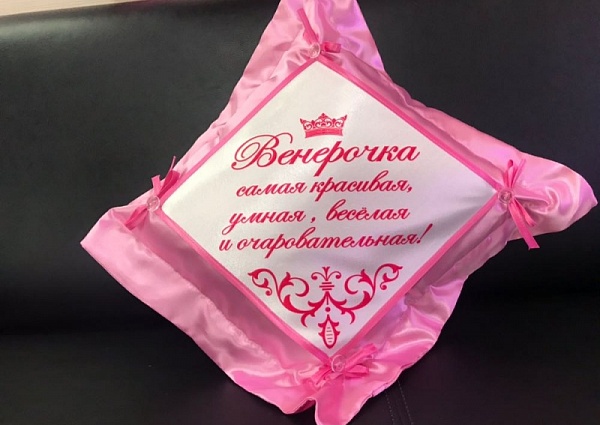 Венерочка
самая красивая,
умная, весёлая
и очаровательная!